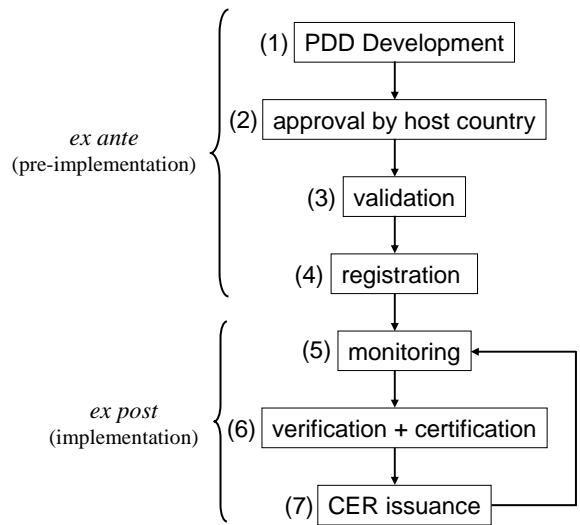 (1) PDD Development
(2) approval by host country
ex ante
(pre-implementation)
(3) validation
(4) registration
(5) monitoring
ex post
(implementation)
(6) verification + certification
(7) CER issuance